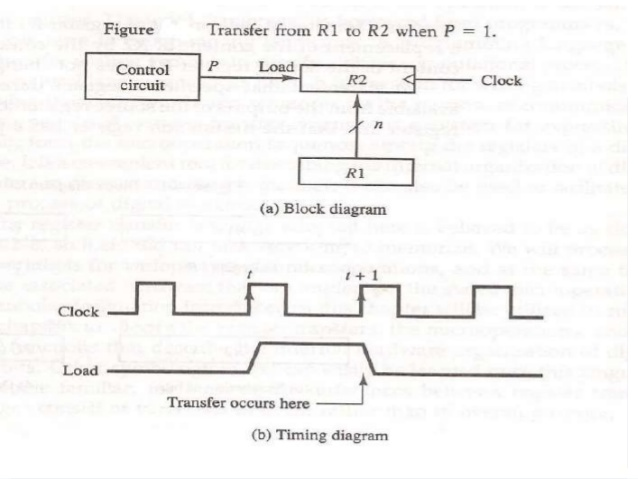 Figure Transfer from R1 to R2 when P = 1.
Control
circuit
P
Load
R2
Clock
n
R1
(a) Block diagram
t
t + 1
Clock
Load
Transfer occurs here
(b) Timing diagram